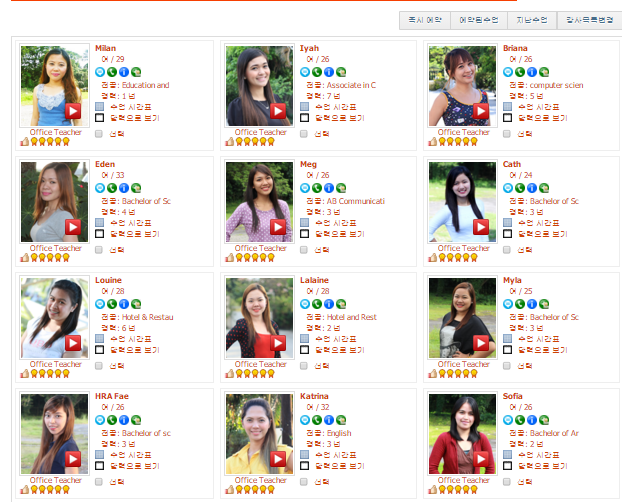 즉시 예약 예약된수업 지난수업 강사목록변경
Milan
여 / 29
전공: Education and
경력: 1 년
수업 시간표
달력으로 보기
Office Teacher
선택
Iyah
여 / 26
전공: Associate in C
경력: 7 년
수업 시간표
달력으로 보기
Office Teacher
선택
Briana
여 / 26
전공: computer scien
경력: 5 년
수업 시간표
달력으로 보기
Office Teacher
선택
Eden
여 / 33
전공: Bachelor of Sc
경력: 4 년
수업 시간표
달력으로 보기
Office Teacher
선택
Meg
여 / 26
전공: AB Communicati
경력: 3 년
수업 시간표
달력으로 보기
Office Teacher
선택
Cath
여 / 24
전공: Bachelor of Sc
경력: 3 년
수업 시간표
달력으로 보기
Office Teacher
선택
Louine
여 / 28
전공: Hotel & Restau
경력: 6 년
수업 시간표
달력으로 보기
Office Teacher
선택
Lalaine
여 / 28
전공: Hotel and Rest
경력: 2 년
수업 시간표
달력으로 보기
Office Teacher
선택
Myla
여 / 25
전공: Bachelor of Sc
경력: 3 년
수업 시간표
달력으로 보기
Office Teacher
선택
HRA Fae
여 / 26
전공: Bachelor of sc
경력: 3 년
수업 시간표
달력으로 보기
Office Teacher
선택
Katrina
여 / 32
전공: English
경력: 3 년
수업 시간표
달력으로 보기
Office Teacher
선택
Sofia
여 / 26
전공: Bachelor of Ar
경력: 2 년
수업 시간표
달력으로 보기
Office Teacher
선택